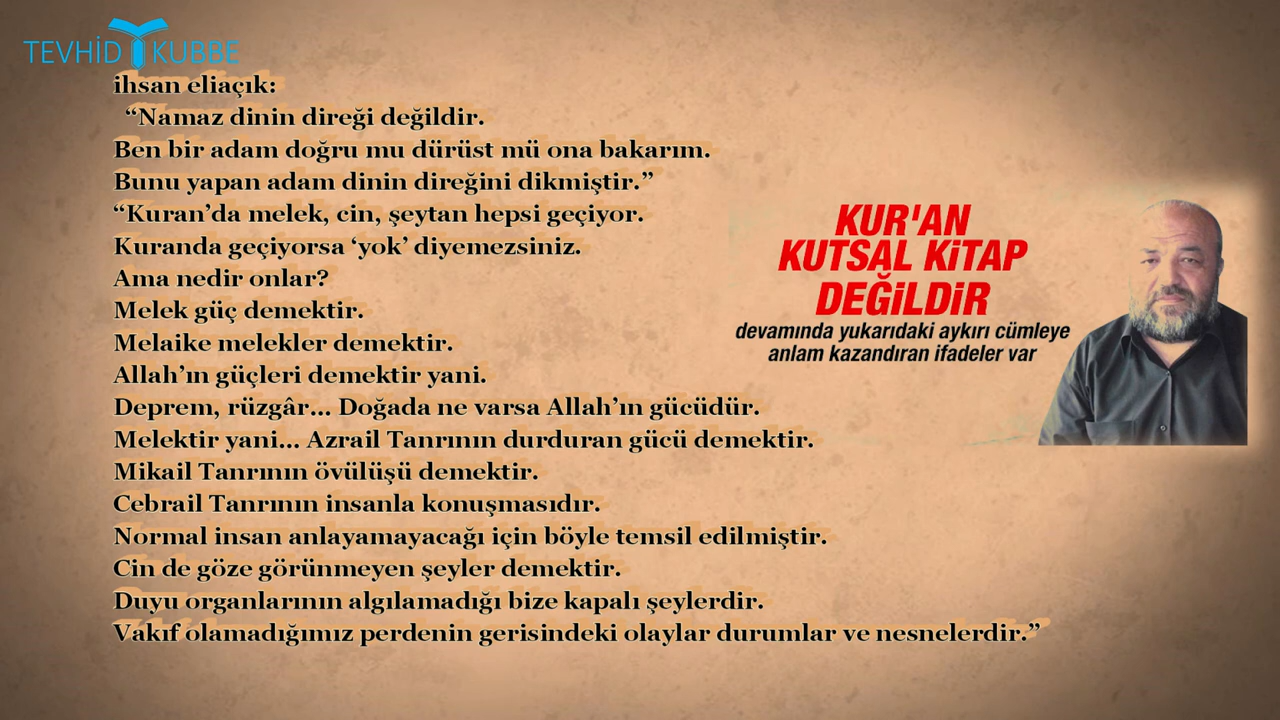 TEVHİD KUBBE
ihsan eliaçık:
“Namaz dinin direği değildir.
Ben bir adam doğru mu dürüst mü ona bakarım.
Bunu yapan adam dinin direğini dikmiştir.”
“Kuran’da melek, cin, şeytan hepsi geçiyor.
Kuranda geçiyorsa ‘yok’ diyemezsiniz.
Ama nedir onlar?
Melek güç demektir.
Melaike melekler demektir.
Allah’ın güçleri demektir yani.
Deprem, rüzgâr... Doğada ne varsa Allah’ın gücüdür.
Melektir yani... Azrail Tanrının durduran gücü demektir.
Mikail Tanrının övülüşü demektir.
Cebrail Tanrının insanla konuşmasıdır.
Normal insan anlayamayacağı için böyle temsil edilmiştir.
Cin de göze görünmeyen şeyler demektir.
Duyu organlarının algılamadığı bize kapalı şeylerdir.
Vakıf olamadığımız perdenin gerisindeki olaylar durumlar ve nesnelerdir.”
KUR'AN
KUTSAL KiTAP
DEĞiLDiR
devamında yukarıdaki aykırı cümleye
anlam kazandıran ifadeler var